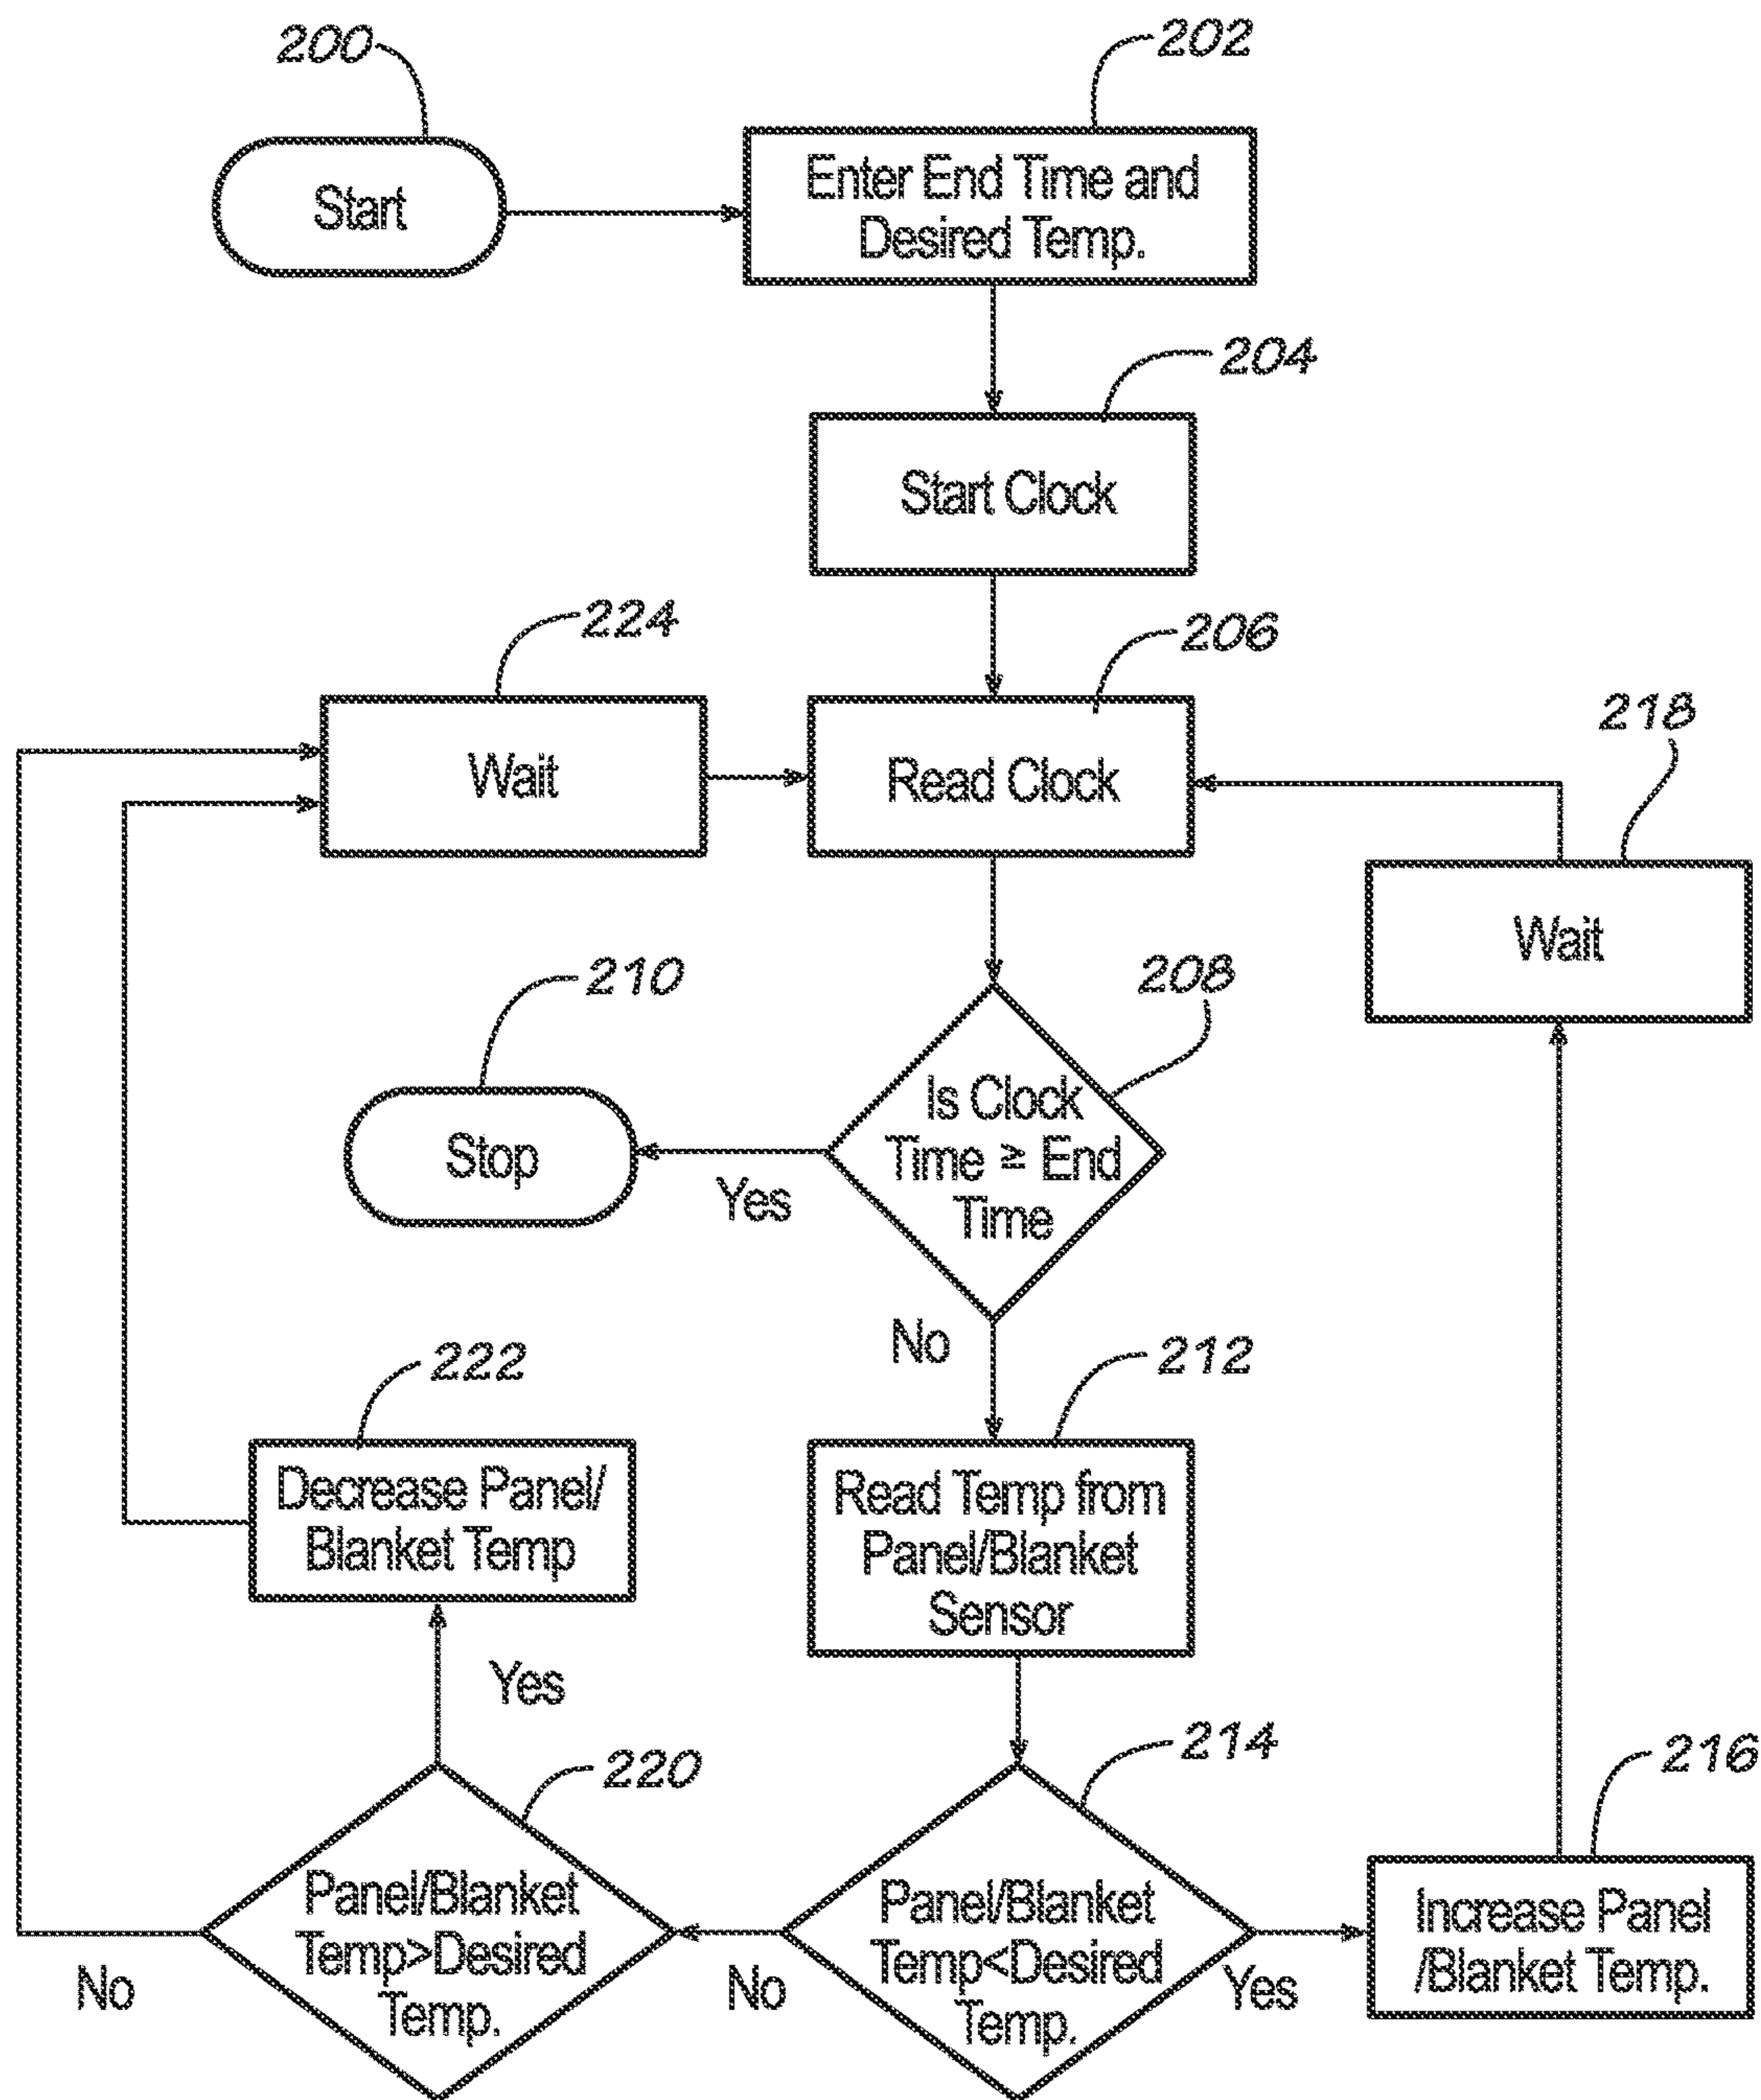 200
Start
202
Enter End Time and
Desired Temp.
204
Start Clock
224
Wait
206
Read Clock
218
Wait
210
Stop
208
Is Clock
Time ≥ End
Time
Yes
No
222
Decrease Panel/
Blanket Temp
212
Read Temp from
Panel/Blanket
Sensor
Yes
220
Panel/Blanket
Temp>Desired
Temp.
No
214
Panel/Blanket
Temp<Desired
Temp.
No
Yes
216
Increase Panel
/Blanket Temp.